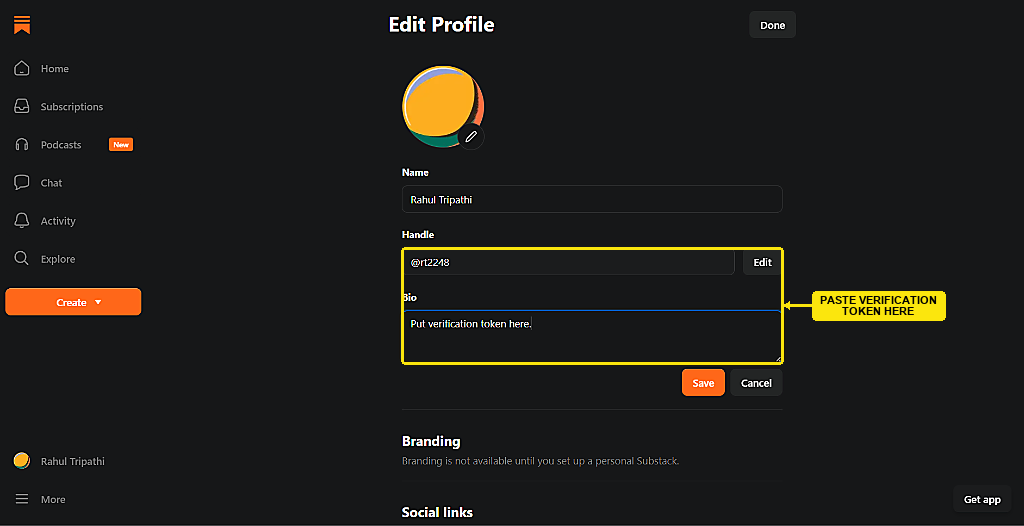 Edit Profile
Done
Home
Subscriptions
Podcasts
New
Chat
Activity
Explore
Create
Name
Rahul Tripathi
Handle
@rt2248
Edit
Bio
Put verification token here.
PASTE VERIFICATION
TOKEN HERE
Save
Cancel
Branding
Branding is not available until you set up a personal Substack.
Rahul Tripathi
More
Get app
Social links